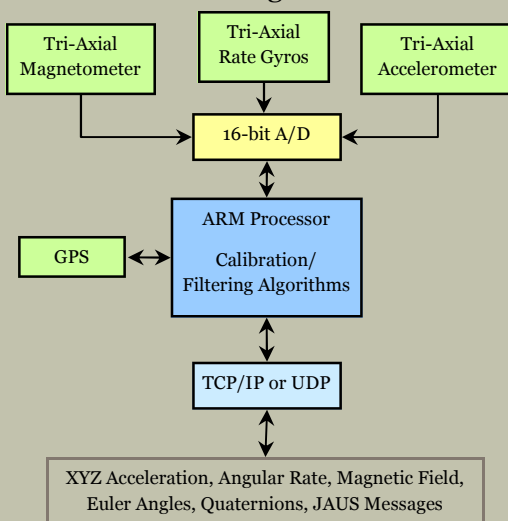 Tri-Axial
Magnetometer
Tri-Axial
Rate Gyros
Tri-Axial
Accelerometer
16-bit A/D
ARM Processor
Calibration/
Filtering Algorithms
GPS
TCP/IP or UDP
XYZ Acceleration, Angular Rate, Magnetic Field,
Euler Angles, Quaternions, JAUS Messages